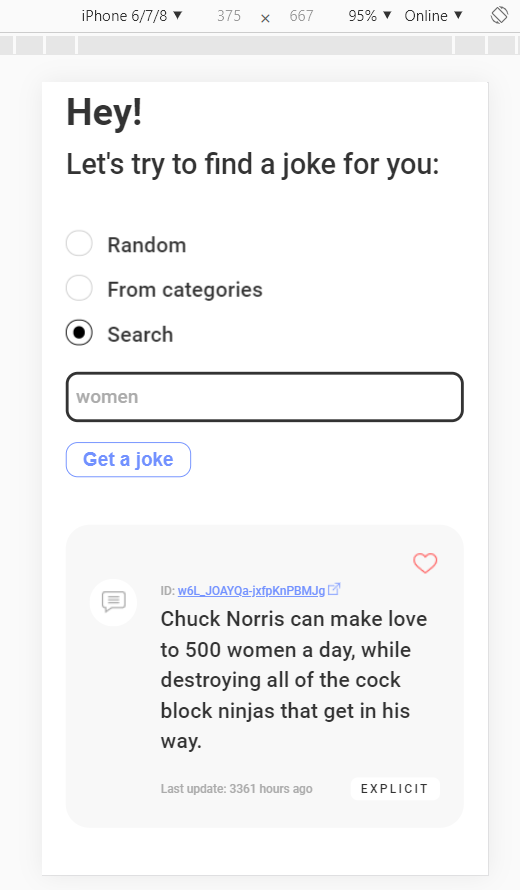 iPhone 6/7/8 ▼ 375 × 667 95% ▼ Online ▼
Hey!
Let's try to find a joke for you:
Random
From categories
Search
women
Get a joke
ID: w6L_JOAYQa-jxfpKnPBMJg
Chuck Norris can make love
to 500 women a day, while
destroying all of the cock
block ninjas that get in his
way.
Last update: 3361 hours ago EXPLICIT